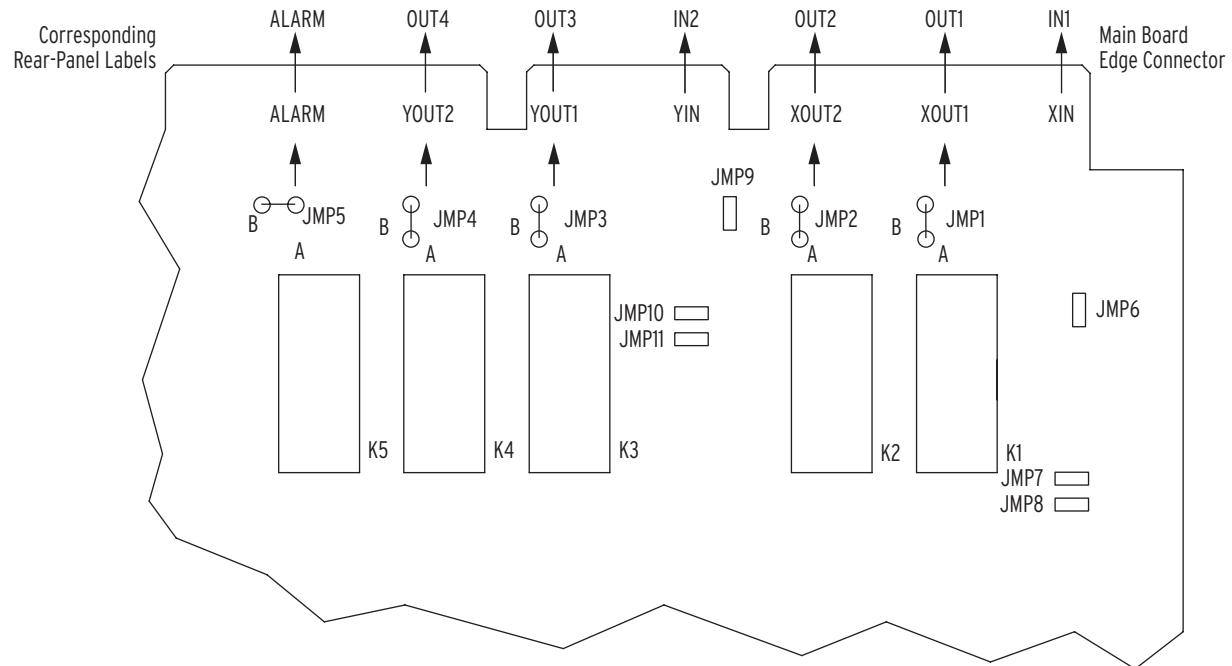 Corresponding
Rear-Panel Labels
ALARM
OUT4
OUT3
IN2
OUT2
OUT1
IN1
Main Board
Edge Connector
ALARM
YOUT2
YOUT1
YIN
XOUT2
XOUT1
XIN
B
JMP5
A
B
JMP4
A
B
JMP3
A
JMP9
B
JMP2
A
B
JMP1
A
JMP10
JMP11
JMP6
K5
K4
K3
K2
K1
JMP7
JMP8